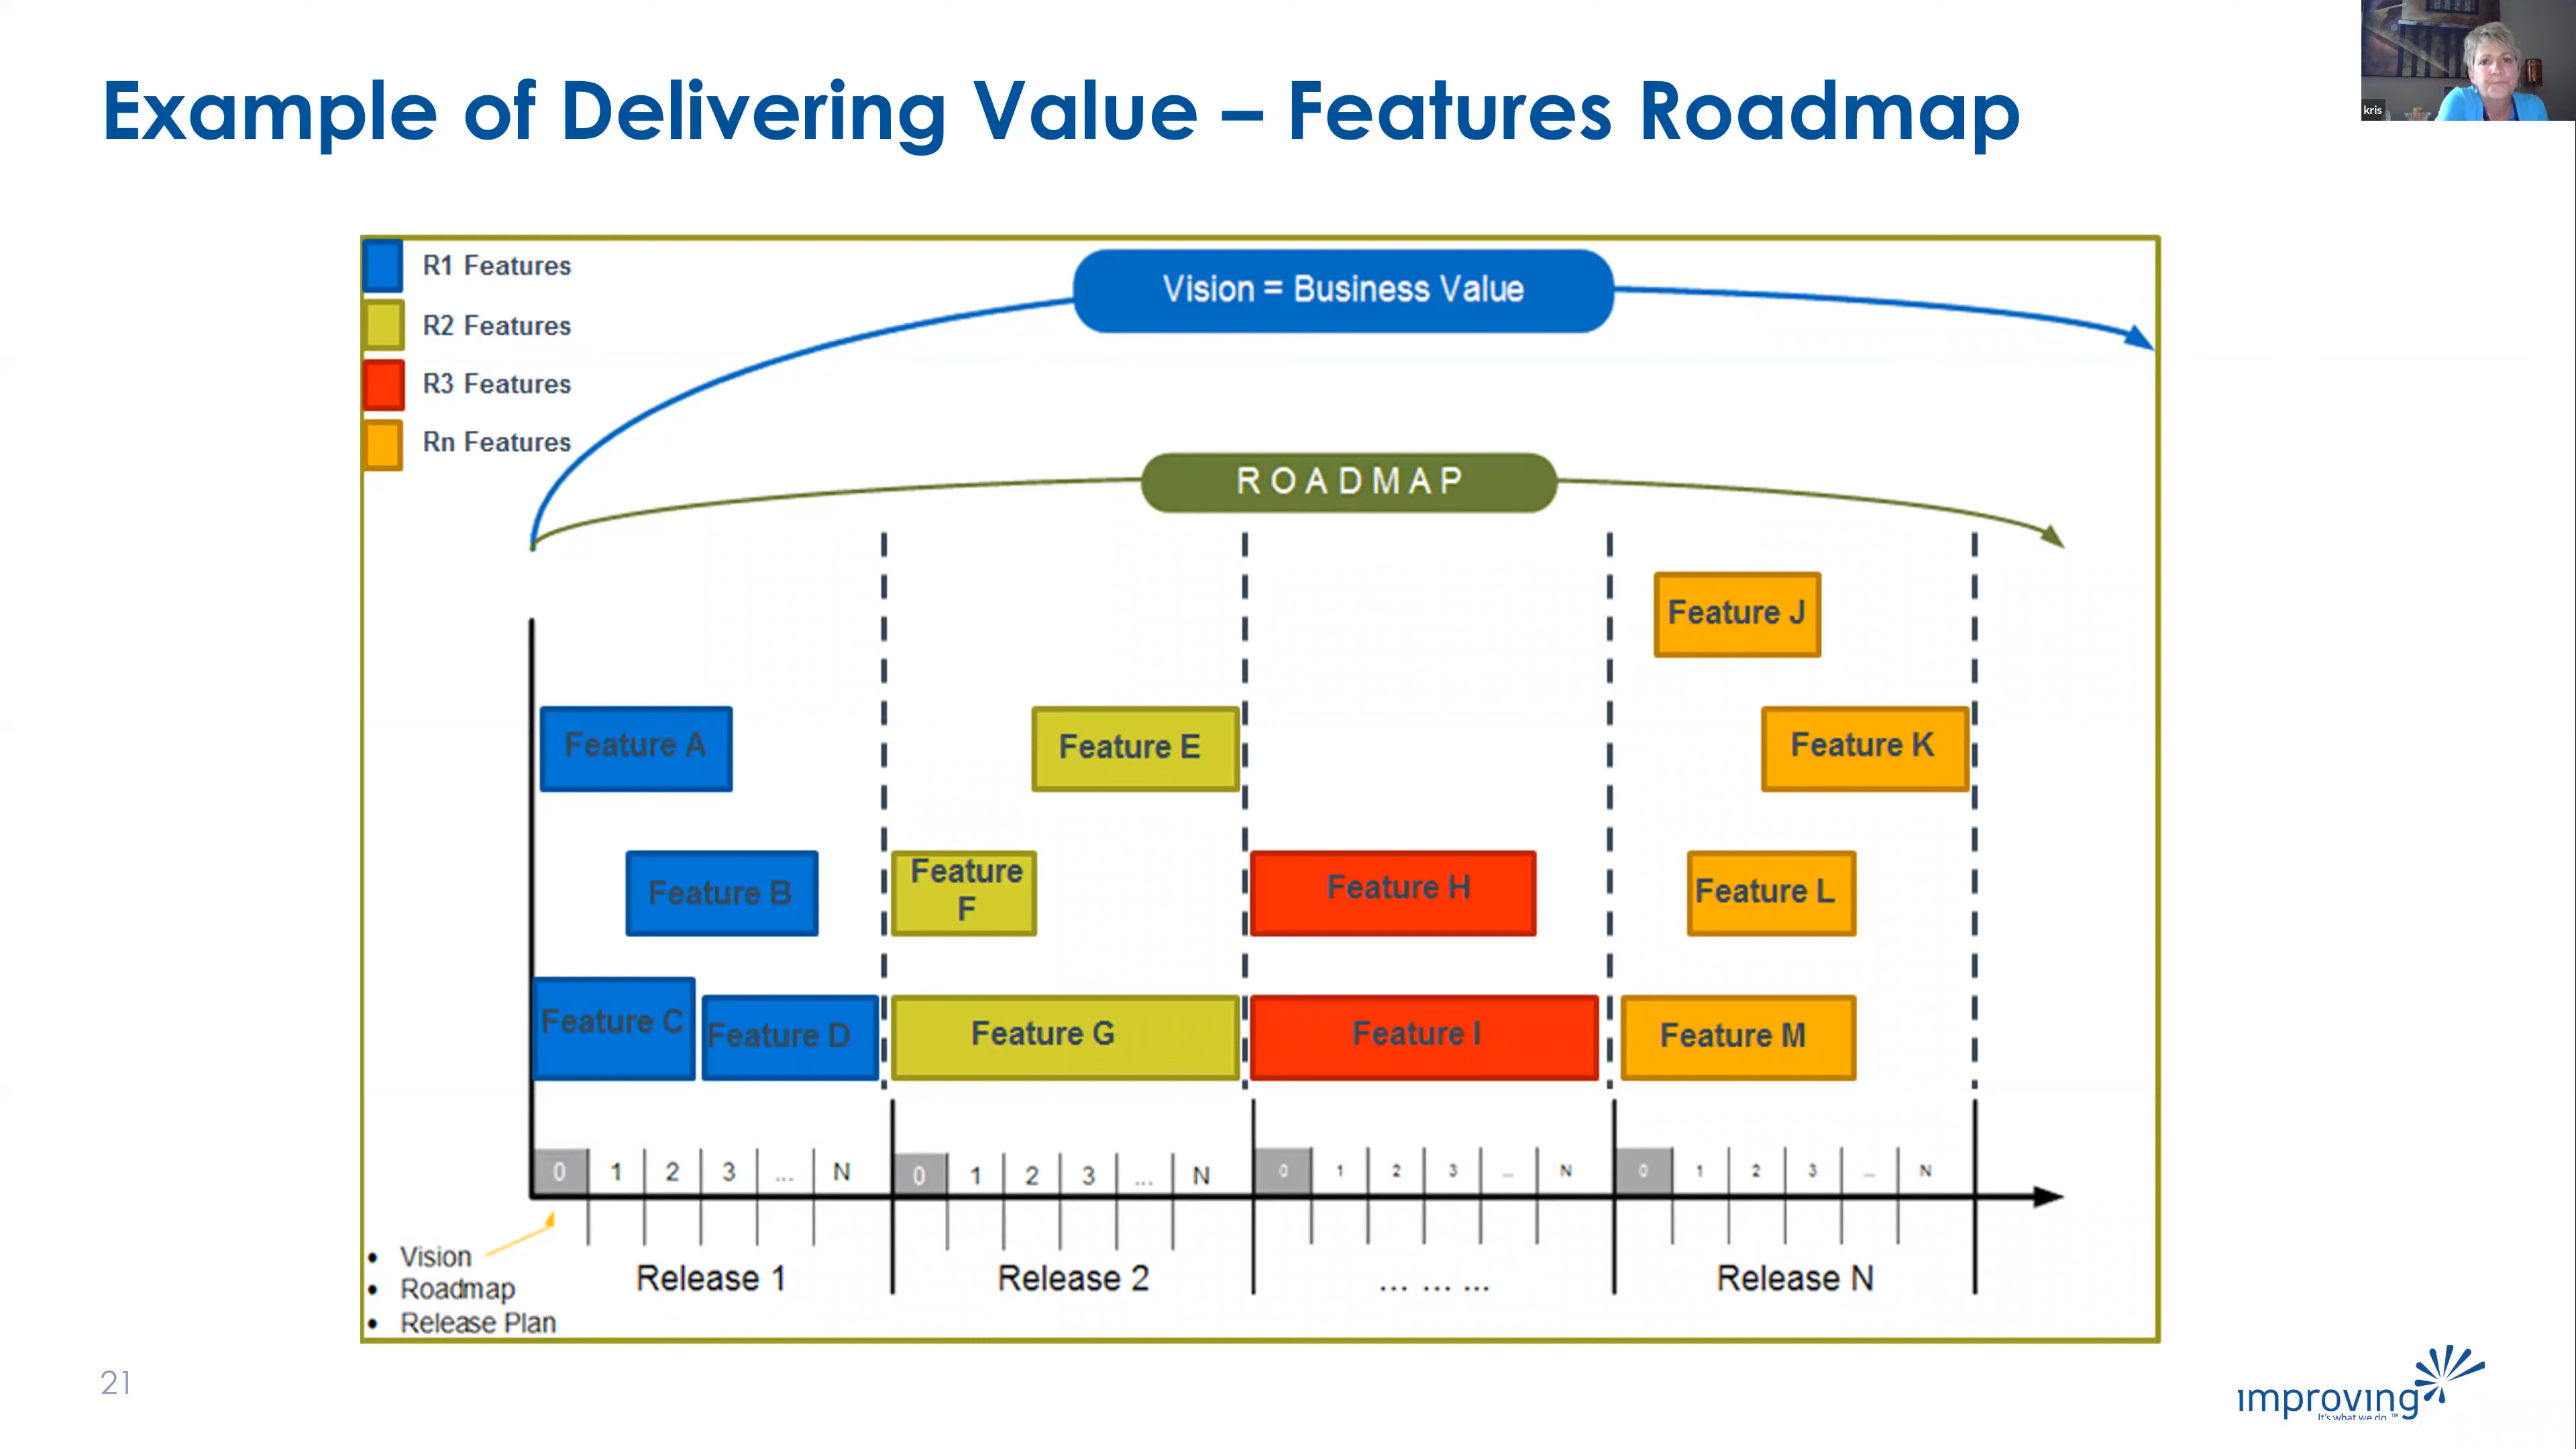 Example of Delivering Value – Features Roadmap
kris
R1 Features
R2 Features
R3 Features
Rn Features
Vision = Business Value
ROADMAP
Feature J
Feature A
Feature E
Feature K
Feature B
Feature
F
Feature H
Feature L
Feature C
Feature D
Feature G
Feature I
Feature M
0 1 2 3 ... N
0 1 2 3 ... N
0 1 2 3 ... N
0 1 2 3 ... N
• Vision
• Roadmap
• Release Plan
Release 1
Release 2
... ... ...
Release N
21
improving
It's what we do.™